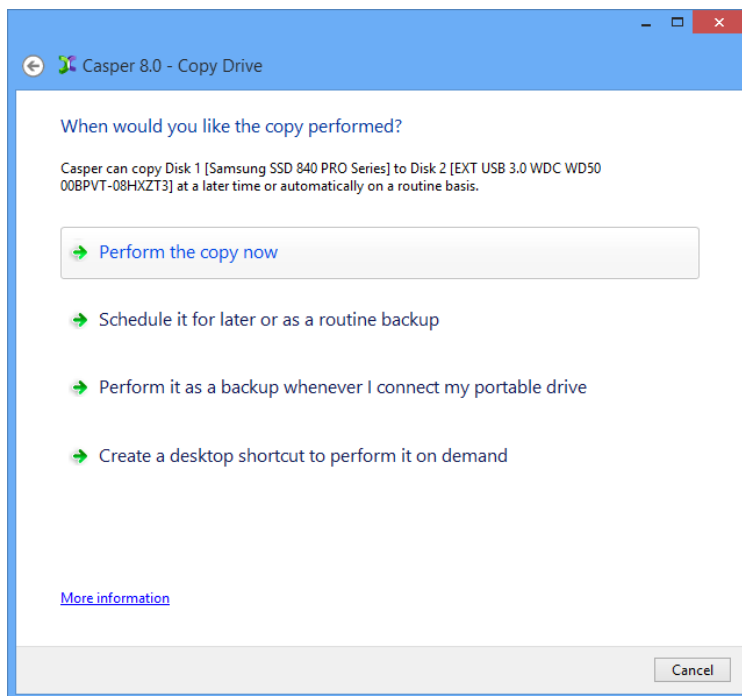 Casper 8.0 - Copy Drive
When would you like the copy performed?
Casper can copy Disk 1 [Samsung SSD 840 PRO Series] to Disk 2 [EXT USB 3.0 WDC WD50
00BPVT-08HXZT3] at a later time or automatically on a routine basis.
Perform the copy now
Schedule it for later or as a routine backup
Perform it as a backup whenever I connect my portable drive
Create a desktop shortcut to perform it on demand
More information
Cancel